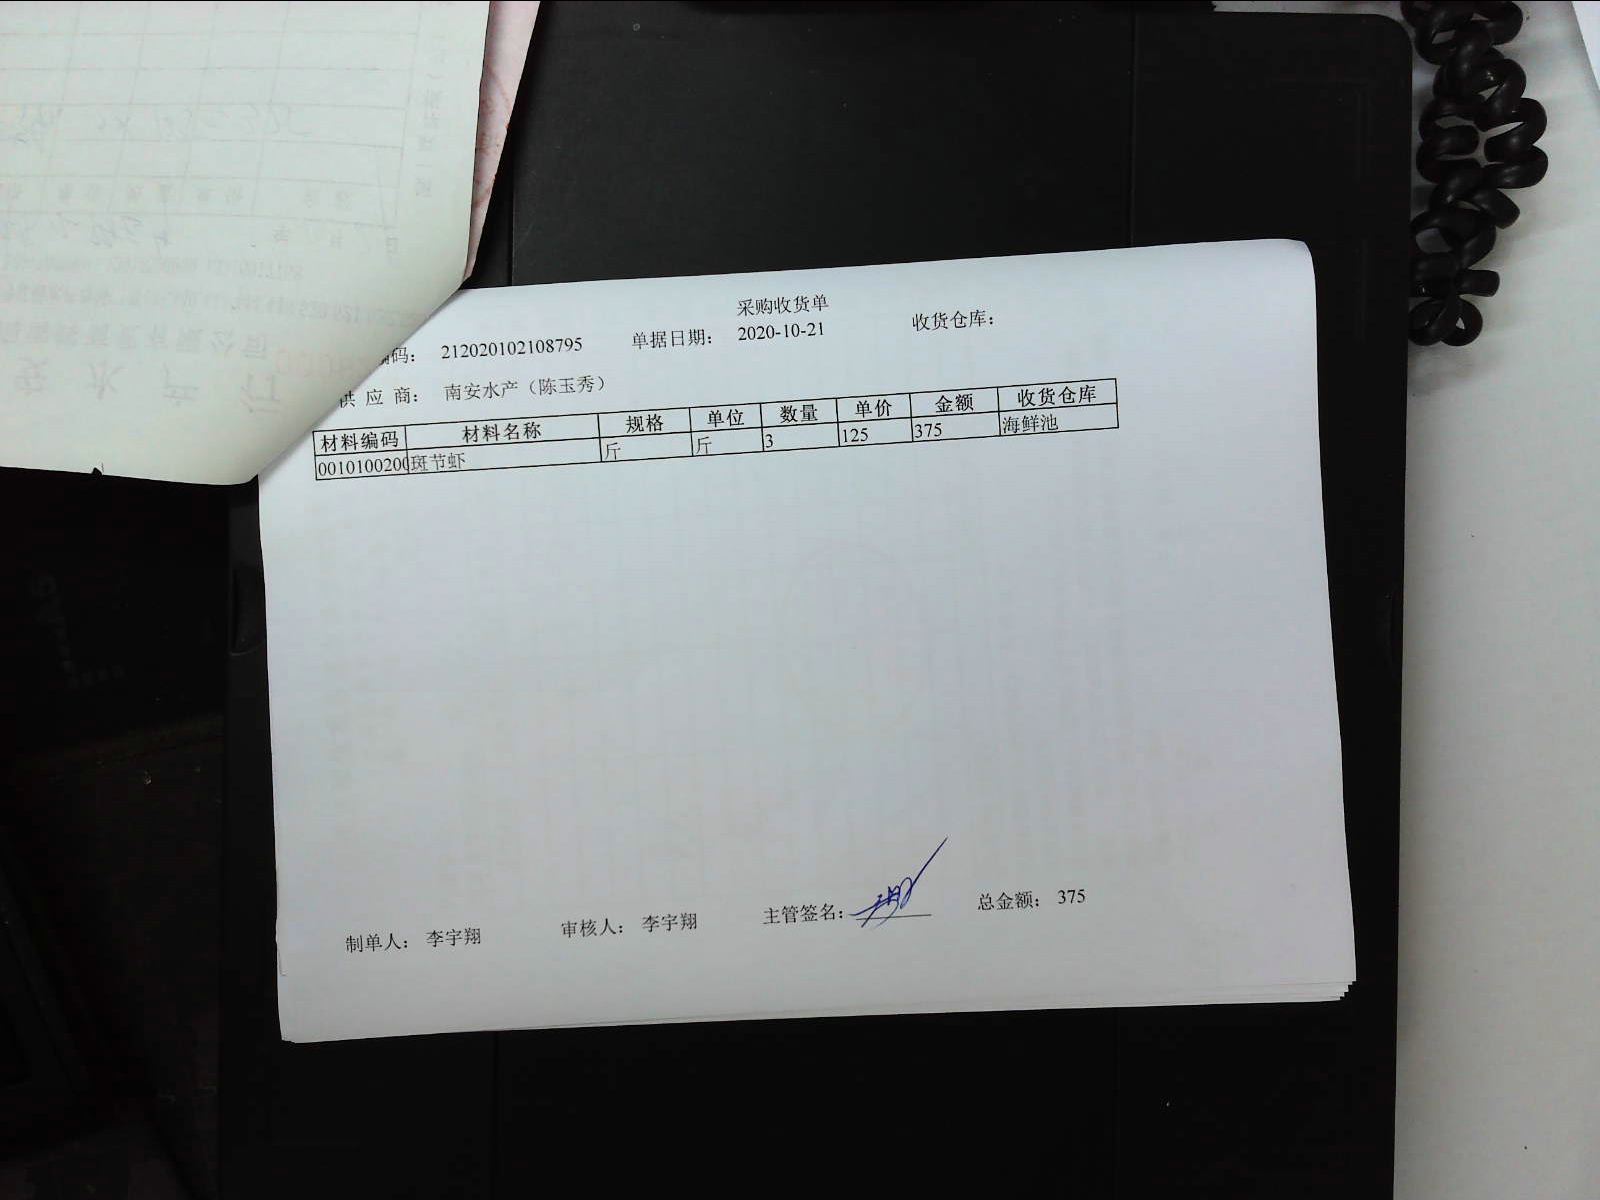 采购收货单
编码： 212020102108795 单据日期： 2020-10-21 收货仓库：
供 应 商： 南安水产（陈玉秀）
材料编码 材料名称 规格 单位 数量 单价 金额 收货仓库
0010100200 斑节虾 斤 斤 3 125 375 海鲜池
制单人： 李宇翔 审核人： 李宇翔 主管签名： 总金额： 375